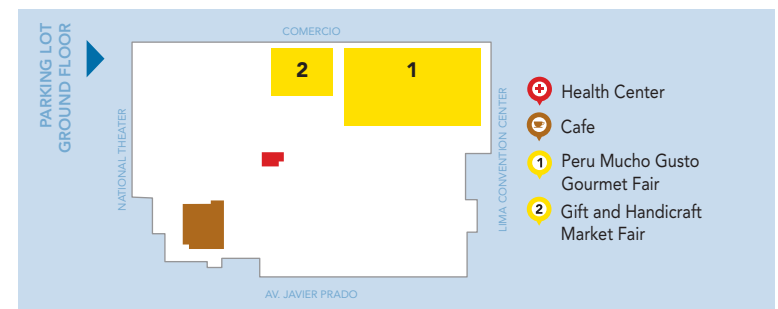 PARKING LOT
GROUND FLOOR
COMERCIO
2
1
NATIONAL THEATER
LIMA CONVENTION CENTER
AV. JAVIER PRADO
Health Center
Cafe
1 Peru Mucho Gusto
Gourmet Fair
2 Gift and Handicraft
Market Fair